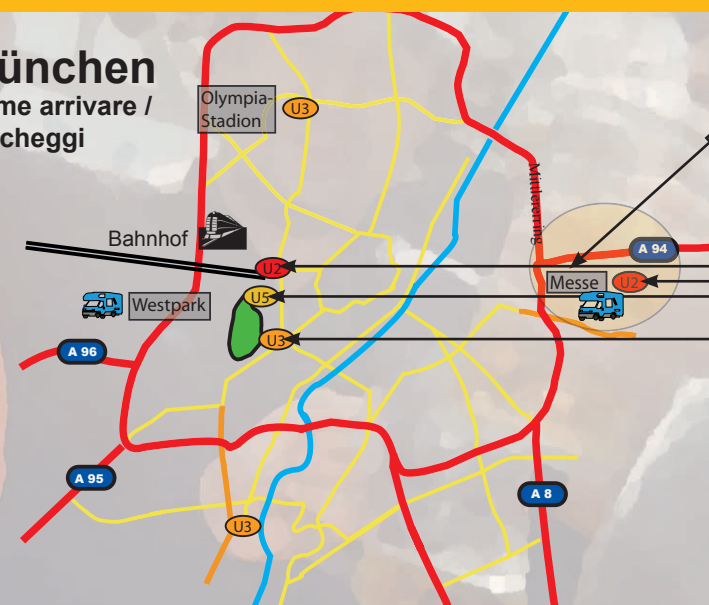 ünchen
me arrivare /
cheggi
Olympia-
Stadion
U3
Mittlerer ring
Bahnhof
A 94
U2
Messe
U2
U5
Westpark
U3
A 96
A 95
A 8
U3